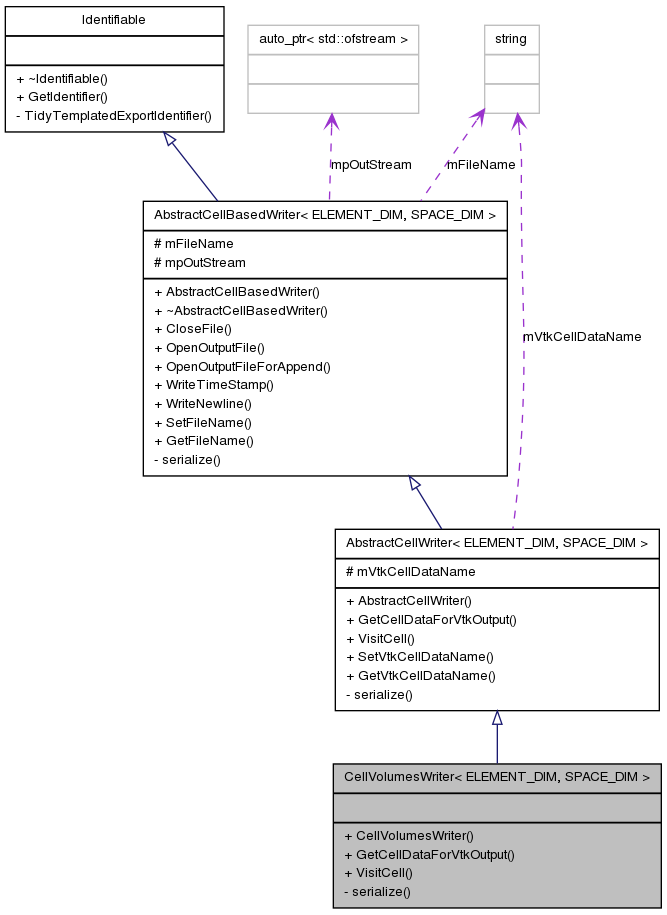 Identifiable
+ ~Identifiable()
+ GetIdentifier()
- TidyTemplatedExportIdentifier()
auto_ptr< std::ofstream >
string
mpOutStream
mFileName
AbstractCellBasedWriter< ELEMENT_DIM, SPACE_DIM >
# mFileName
# mpOutStream
+ AbstractCellBasedWriter()
+ ~AbstractCellBasedWriter()
+ CloseFile()
+ OpenOutputFile()
+ OpenOutputFileForAppend()
+ WriteTimeStamp()
+ WriteNewline()
+ SetFileName()
+ GetFileName()
- serialize()
mVtkCellDataName
AbstractCellWriter< ELEMENT_DIM, SPACE_DIM >
# mVtkCellDataName
+ AbstractCellWriter()
+ GetCellDataForVtkOutput()
+ VisitCell()
+ SetVtkCellDataName()
+ GetVtkCellDataName()
- serialize()
CellVolumesWriter< ELEMENT_DIM, SPACE_DIM >
+ CellVolumesWriter()
+ GetCellDataForVtkOutput()
+ VisitCell()
- serialize()